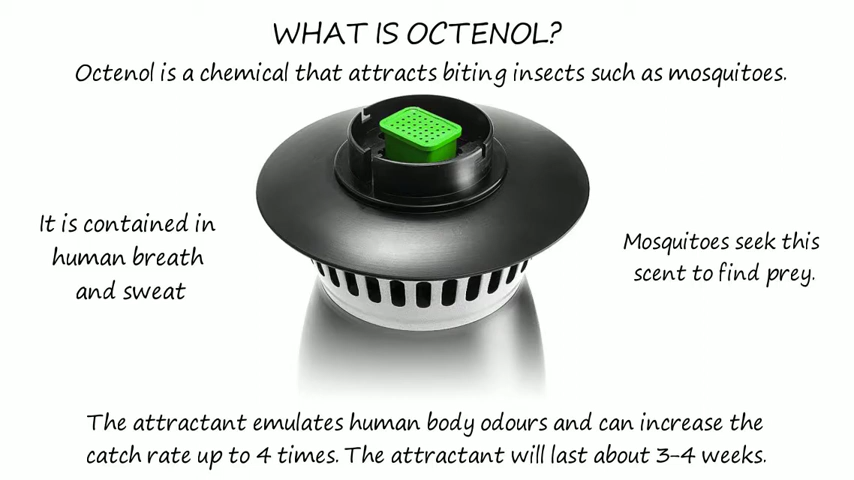 WHAT IS OCTENOL?
Octenol is a chemical that attracts biting insects such as mosquitoes.
It is contained in
human breath
and sweat
Mosquitoes seek this
scent to find prey.
The attractant emulates human body odours and can increase the
catch rate up to 4 times. The attractant will last about 3-4 weeks.